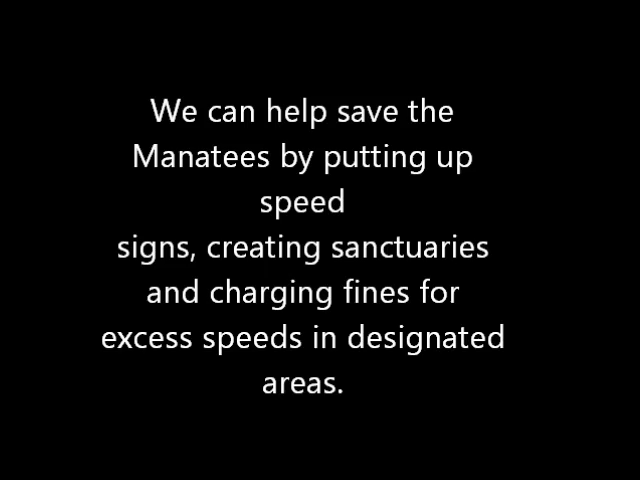 We can help save the
Manatees by putting up
speed
signs, creating sanctuaries
and charging fines for
excess speeds in designated
areas.